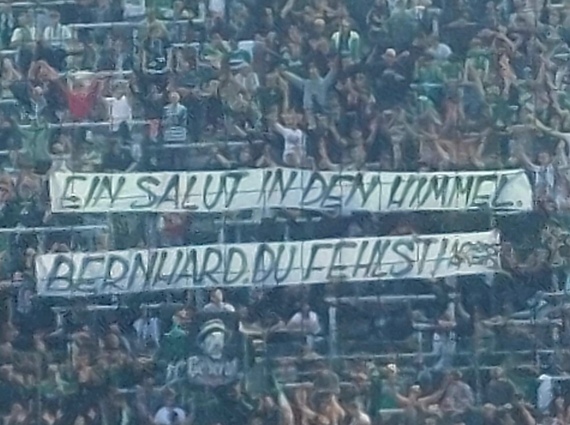 EIN SALUT IN DEN HIMMEL.
BERNHARD, DU FEHLST!